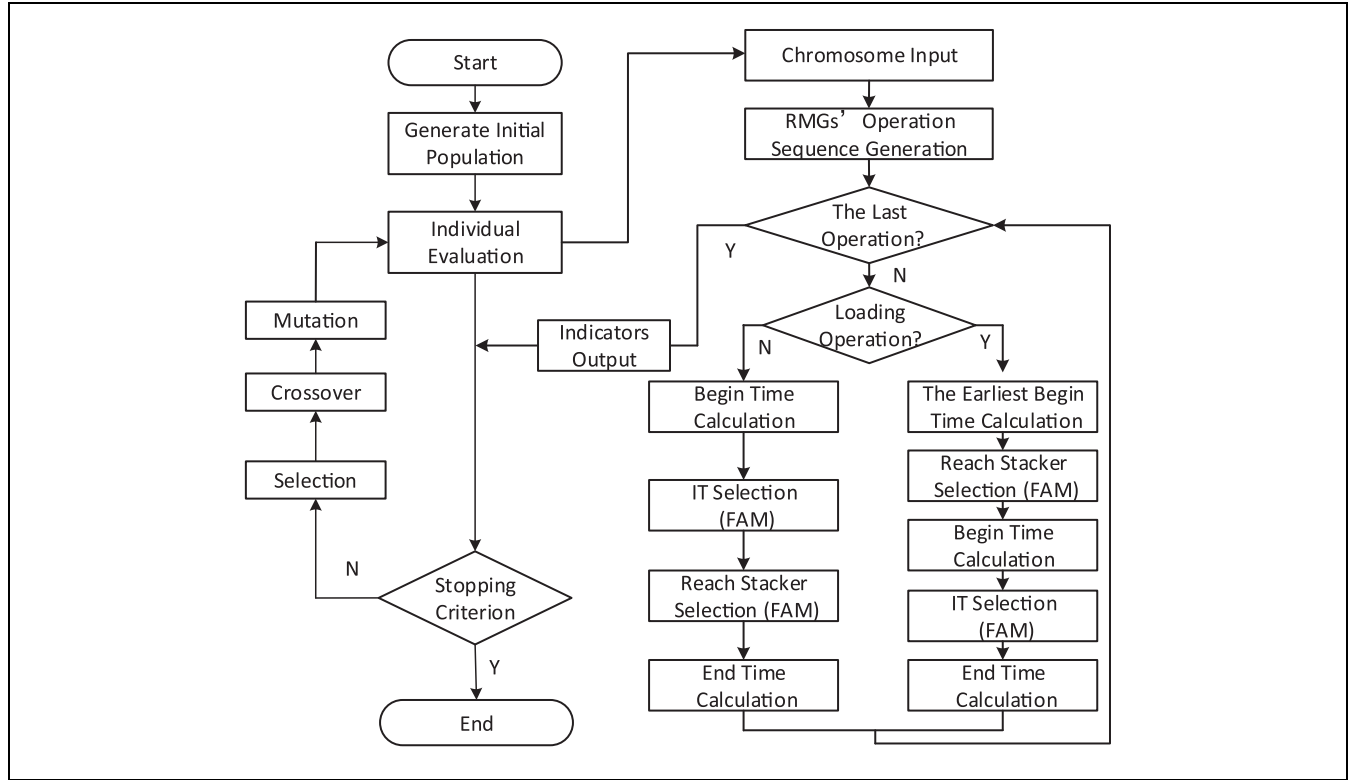 Start
Generate Initial
Population
Individual
Evaluation
Mutation
Crossover
Selection
N
Stopping
Criterion
Y
End
Chromosome Input
RMGs’ Operation
Sequence Generation
The Last
Operation?
Y
N
Indicators
Output
Loading
Operation?
N
Y
Begin Time
Calculation
IT Selection
(FAM)
Reach Stacker
Selection (FAM)
End Time
Calculation
The Earliest Begin
Time Calculation
Reach Stacker
Selection (FAM)
Begin Time
Calculation
IT Selection
(FAM)
End Time
Calculation